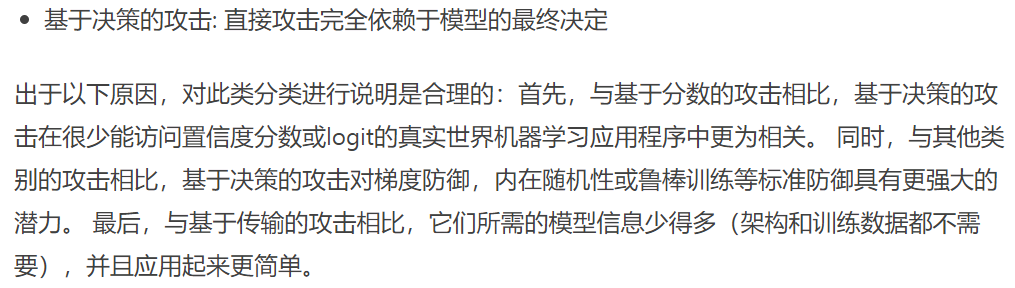 • 基于决策的攻击: 直接攻击完全依赖于模型的最终决定
出于以下原因，对此类分类进行说明是合理的：首先，与基于分数的攻击相比，基于决策的攻
击在很少能访问置信度分数或logit的真实世界机器学习应用程序中更为相关。 同时，与其他类
别的攻击相比，基于决策的攻击对梯度防御，内在随机性或鲁棒训练等标准防御具有更强大的
潜力。 最后，与基于传输的攻击相比，它们所需的模型信息少得多（架构和训练数据都不需
要），并且应用起来更简单。